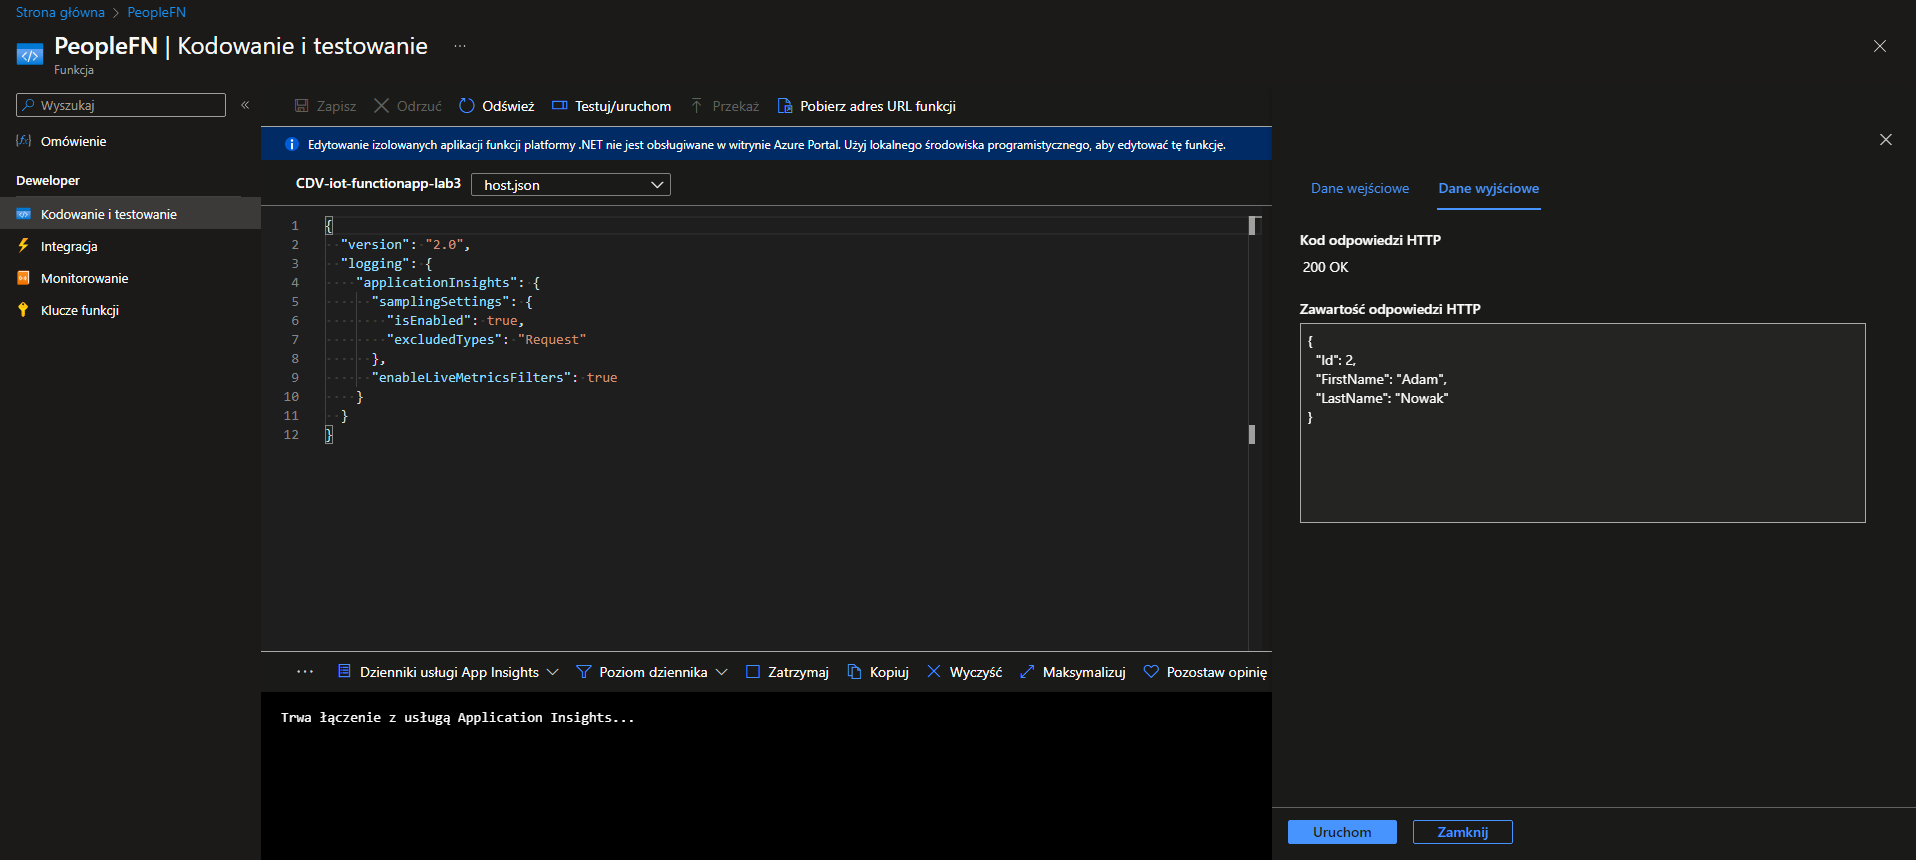 Strona główna > PeopleFN
PeopleFN | Kodowanie i testowanie ...
Funkcja
Wyszukaj
Omówienie
Deweloper
Kodowanie i testowanie
Integracja
Monitorowanie
Klucze funkcji
Zapisz Odrzuć Odśwież Testuj/uruchom Przekaż Pobierz adres URL funkcji
Edytowanie izolowanych aplikacji funkcji platformy .NET nie jest obsługiwane w witrynie Azure Portal. Użyj lokalnego środowiska programistycznego, aby edytować tę funkcję.
CDV-iot-functionapp-lab3 host.json
1 {
2 "version": "2.0",
3 "logging": {
4 "applicationInsights": {
5 "samplingSettings": {
6 "isEnabled": true,
7 "excludedTypes": "Request"
8 },
9 "enableLiveMetricsFilters": true
10 }
11 }
12 }
... Dzienniki usługi App Insights Poziom dziennika Zatrzymaj Kopiuj Wyczyść Maksymalizuj Pozostaw opinię
Trwa łączenie z usługą Application Insights...
Dane wejściowe Dane wyjściowe
Kod odpowiedzi HTTP
200 OK
Zawartość odpowiedzi HTTP
{
"Id": 2,
"FirstName": "Adam",
"LastName": "Nowak"
}
Uruchom Zamknij